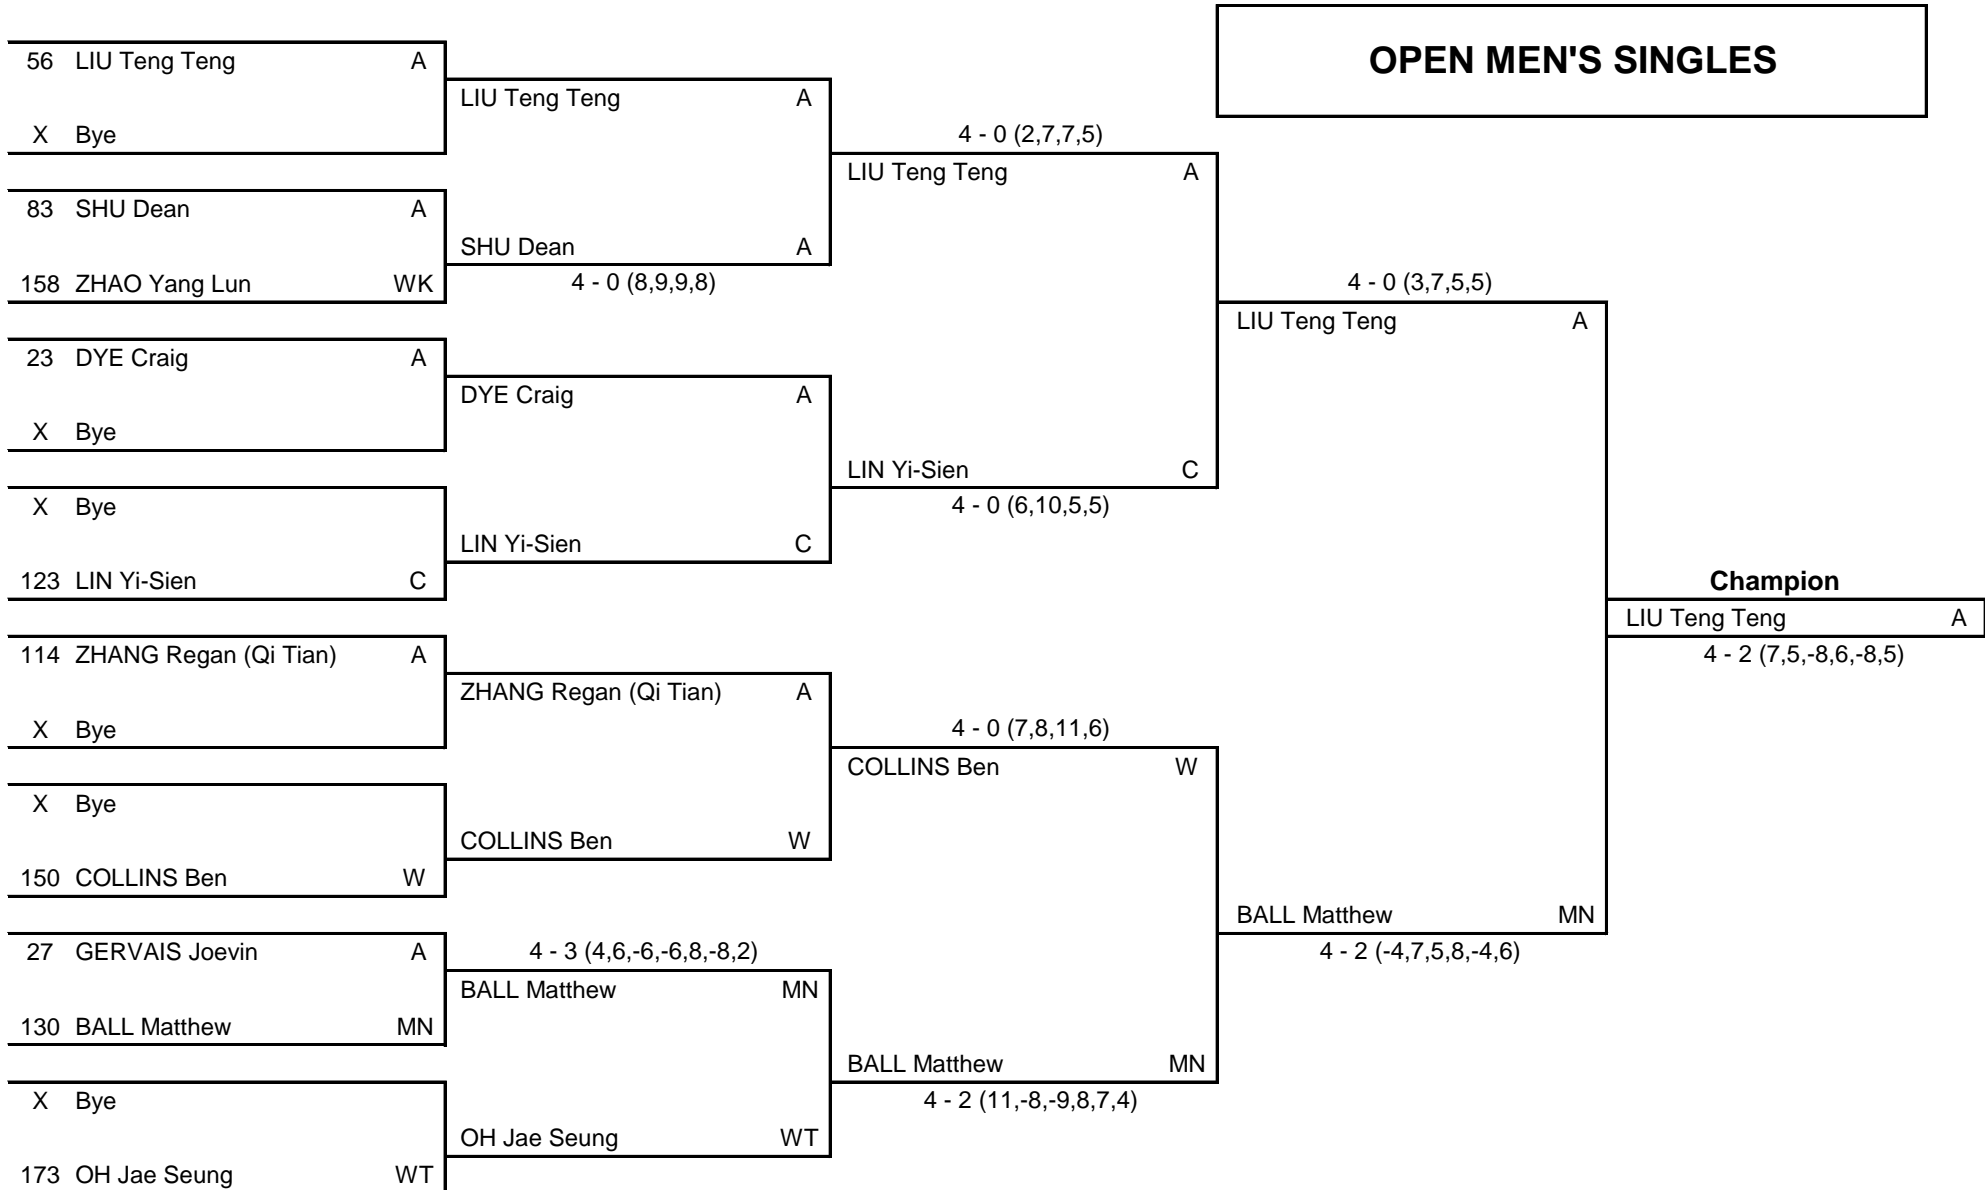 OPEN MEN'S SINGLES
56 LIU Teng Teng A
LIU Teng Teng A
X Bye
4 - 0 (2,7,7,5)
LIU Teng Teng A
83 SHU Dean A
SHU Dean A
158 ZHAO Yang Lun WK
4 - 0 (8,9,9,8)
4 - 0 (3,7,5,5)
LIU Teng Teng A
23 DYE Craig A
DYE Craig A
X Bye
LIN Yi-Sien C
X Bye
4 - 0 (6,10,5,5)
LIN Yi-Sien C
123 LIN Yi-Sien C
Champion
LIU Teng Teng A
114 ZHANG Regan (Qi Tian) A
4 - 2 (7,5,-8,6,-8,5)
ZHANG Regan (Qi Tian) A
X Bye
4 - 0 (7,8,11,6)
COLLINS Ben W
X Bye
COLLINS Ben W
150 COLLINS Ben W
BALL Matthew MN
27 GERVAIS Joevin A
4 - 3 (4,6,-6,-6,8,-8,2)
4 - 2 (-4,7,5,8,-4,6)
BALL Matthew MN
130 BALL Matthew MN
BALL Matthew MN
X Bye
4 - 2 (11,-8,-9,8,7,4)
OH Jae Seung WT
173 OH Jae Seung WT